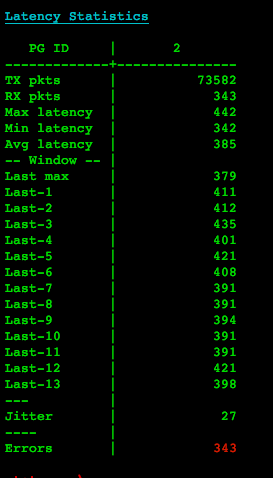 Latency Statistics
PG ID | 2
-------------+----------------
TX pkts | 73582
RX pkts | 343
Max latency | 442
Min latency | 342
Avg latency | 385
-- Window -- |
Last max | 379
Last-1 | 411
Last-2 | 412
Last-3 | 435
Last-4 | 401
Last-5 | 421
Last-6 | 408
Last-7 | 391
Last-8 | 391
Last-9 | 394
Last-10 | 391
Last-11 | 391
Last-12 | 421
Last-13 | 398
--- |
Jitter | 27
---- |
Errors | 343